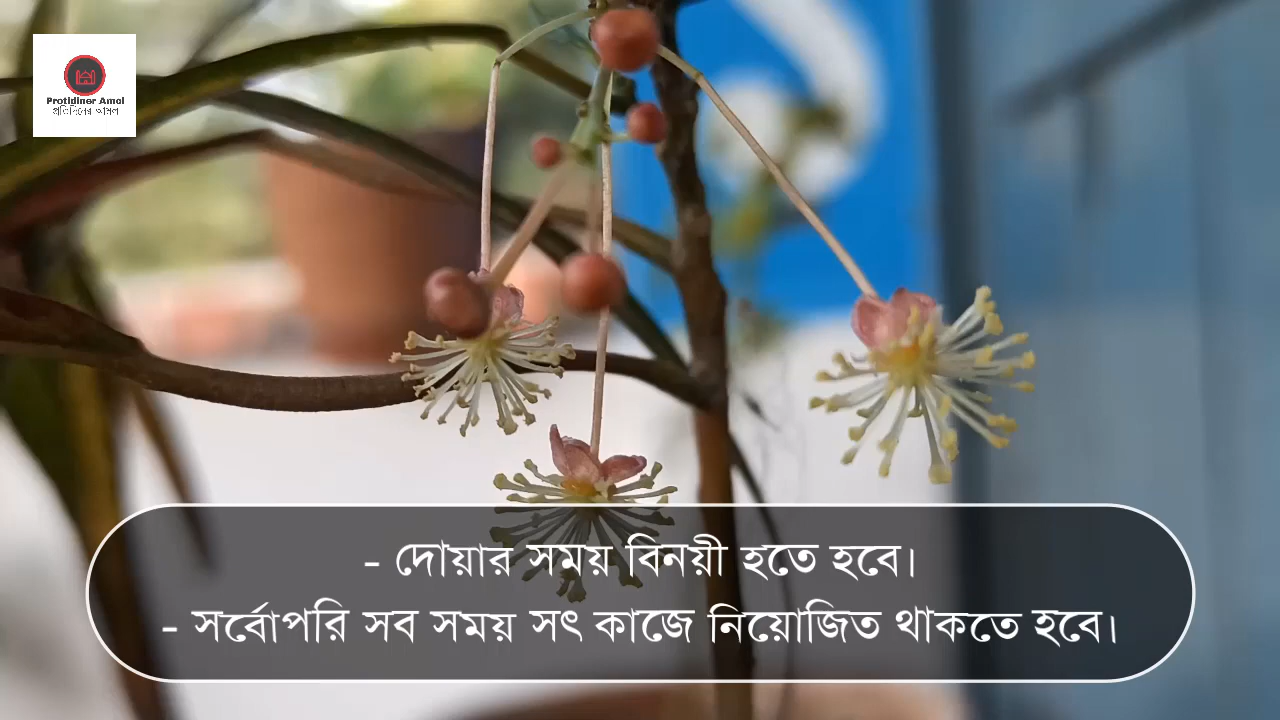 Protidiner Amol
প্রতিদিনের আমল
- দোয়ার সময় বিনয়ী হতে হবে।
- সর্বোপরি সব সময় সৎ কাজে নিয়োজিত থাকতে হবে।